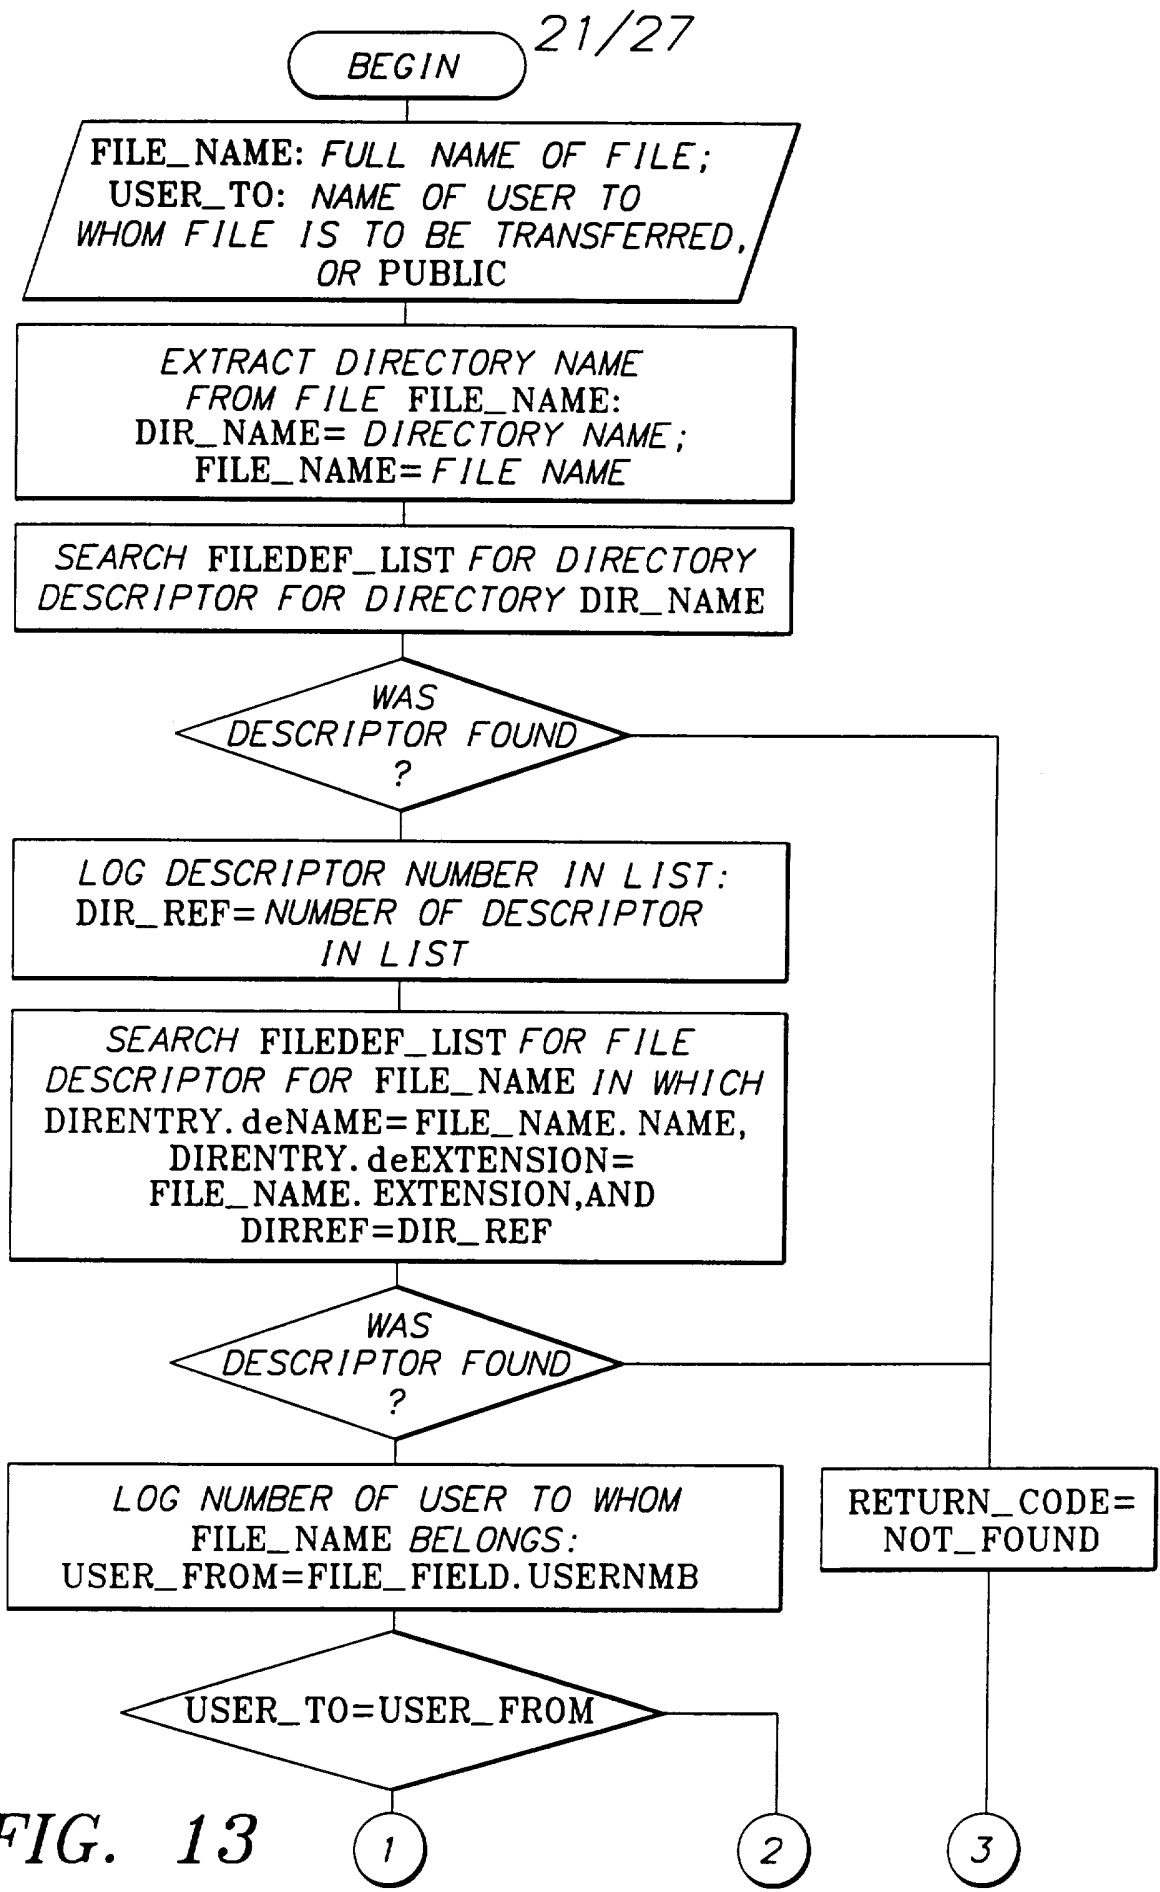 21/27
BEGIN
FILE_NAME: FULL NAME OF FILE;
USER_TO: NAME OF USER TO
WHOM FILE IS TO BE TRANSFERRED,
OR PUBLIC
EXTRACT DIRECTORY NAME
FROM FILE FILE_NAME:
DIR_NAME= DIRECTORY NAME;
FILE_NAME= FILE NAME
SEARCH FILEDEF_LIST FOR DIRECTORY
DESCRIPTOR FOR DIRECTORY DIR_NAME
WAS
DESCRIPTOR FOUND
?
LOG DESCRIPTOR NUMBER IN LIST:
DIR_REF= NUMBER OF DESCRIPTOR
IN LIST
SEARCH FILEDEF_LIST FOR FILE
DESCRIPTOR FOR FILE_NAME IN WHICH
DIRENTRY.deNAME=FILE_NAME.NAME,
DIRENTRY.deEXTENSION=
FILE_NAME.EXTENSION,AND
DIRREF=DIR_REF
WAS
DESCRIPTOR FOUND
?
LOG NUMBER OF USER TO WHOM
FILE_NAME BELONGS:
USER_FROM=FILE_FIELD.USERNMB
RETURN_CODE=
NOT_FOUND
USER_TO=USER_FROM
FIG. 13
1
2
3